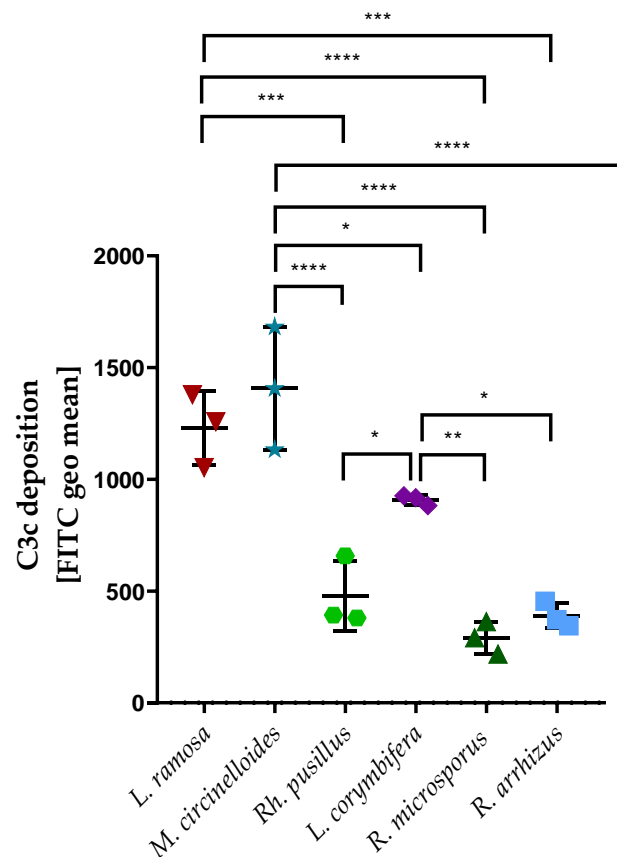 ***
****
***
****
****
*
****
*
*
**
C3c deposition
[FITC geo mean]
2000
1500
1000
500
0
L. ramosa
M. circinelloides
Rh. pusillus
L. corymbifera
R. microsporus
R. arrhizus